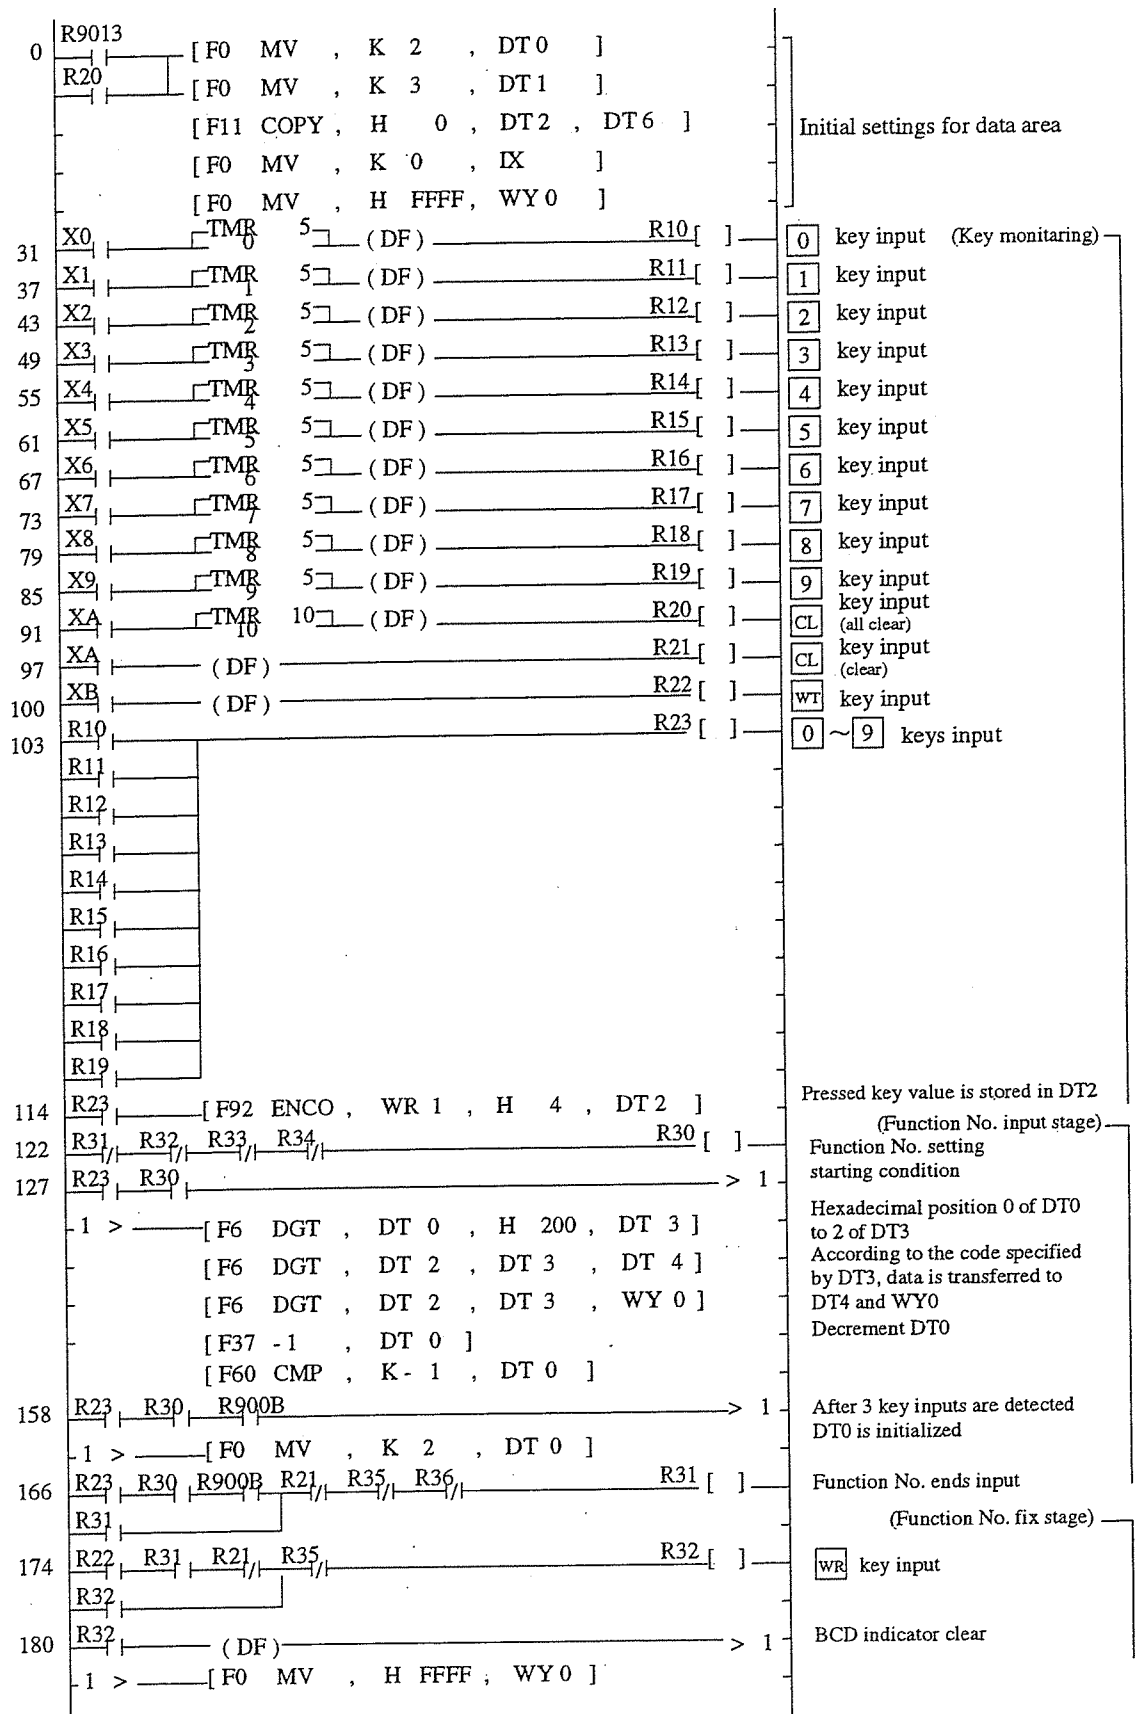 R9013
0 [ F0 MV , K 2 , DT0 ]
R20
[ F0 MV , K 3 , DT1 ]
[ F11 COPY , H 0 , DT2 , DT6 ] Initial settings for data area
[ F0 MV , K 0 , IX ]
[ F0 MV , H FFFF, WY0 ]
31 X0 TMR 0 5 ( DF ) R10 [ ] 0 key input (Key monitaring)
37 X1 TMR 1 5 ( DF ) R11 [ ] 1 key input
43 X2 TMR 2 5 ( DF ) R12 [ ] 2 key input
49 X3 TMR 3 5 ( DF ) R13 [ ] 3 key input
55 X4 TMR 4 5 ( DF ) R14 [ ] 4 key input
61 X5 TMR 5 5 ( DF ) R15 [ ] 5 key input
67 X6 TMR 6 5 ( DF ) R16 [ ] 6 key input
73 X7 TMR 7 5 ( DF ) R17 [ ] 7 key input
79 X8 TMR 8 5 ( DF ) R18 [ ] 8 key input
85 X9 TMR 9 5 ( DF ) R19 [ ] 9 key input
91 XA TMR 10 10 ( DF ) R20 [ ] CL key input
(all clear)
97 XA ( DF ) R21 [ ] CL key input
(clear)
100 XB ( DF ) R22 [ ] WT key input
103 R10 R23 [ ] 0 ~ 9 keys input
R11
R12
R13
R14
R15
R16
R17
R18
R19
Pressed key value is stored in DT2
114 R23 [ F92 ENCO , WR 1 , H 4 , DT2 ]
(Function No. input stage)
122 R31 R32 R33 R34 R30 [ ] Function No. setting
starting condition
127 R23 R30 > 1
1 > [ F6 DGT , DT 0 , H 200 , DT 3 ] Hexadecimal position 0 of DT0
to 2 of DT3
[ F6 DGT , DT 2 , DT 3 , DT 4 ] According to the code specified
by DT3, data is transferred to
[ F6 DGT , DT 2 , DT 3 , WY 0 ] DT4 and WY0
[ F37 -1 , DT 0 ] Decrement DT0
[ F60 CMP , K- 1 , DT 0 ]
158 R23 R30 R900B > 1 After 3 key inputs are detected
DT0 is initialized
1 > [ F0 MV , K 2 , DT 0 ]
166 R23 R30 R900B R21 R35 R36 R31 [ ] Function No. ends input
R31 (Function No. fix stage)
174 R22 R31 R21 R35 R32 [ ] WR key input
R32
180 R32 ( DF ) > 1 BCD indicator clear
1 > [ F0 MV , H FFFF , WY 0 ]